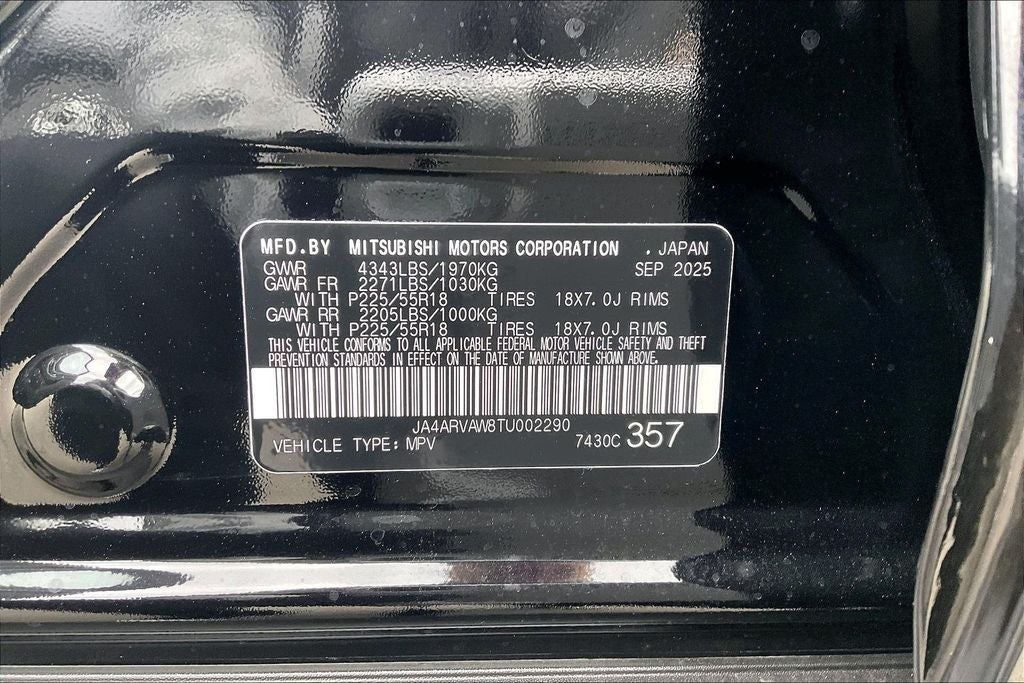 MFD.BY MITSUBISHI MOTORS CORPORATION . JAPAN
GVWR 4343LBS/1970KG SEP 2025
GAWR FR 2271LBS/1030KG
WITH P225/55R18 TIRES 18X7.0J RIMS
GAWR RR 2205LBS/1000KG
WITH P225/55R18 TIRES 18X7.0J RIMS
THIS VEHICLE CONFORMS TO ALL APPLICABLE FEDERAL MOTOR VEHICLE SAFETY AND THEFT
PREVENTION STANDARDS IN EFFECT ON THE DATE OF MANUFACTURE SHOWN ABOVE.
JA4ARVAW8TU002290
VEHICLE TYPE: MPV 7430C 357